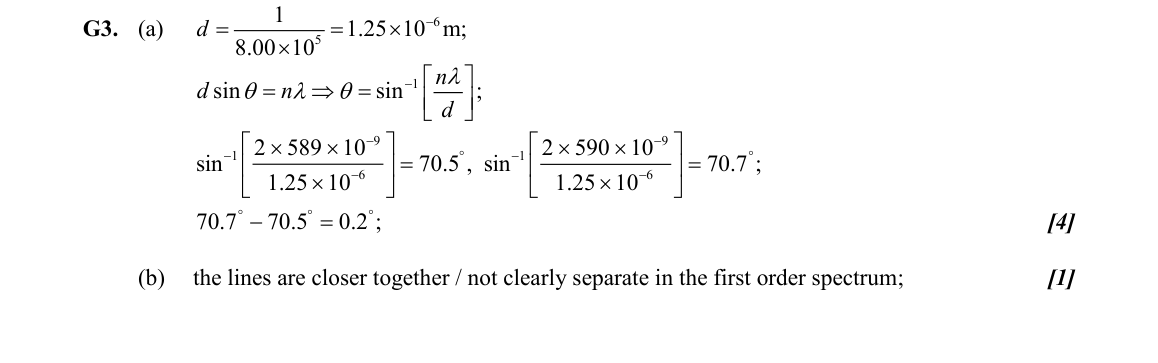 G3. (a) d = 1 / 8.00×10⁵ = 1.25×10⁻⁶ m;
d sin θ = nλ ⇒ θ = sin⁻¹ [nλ / d];
sin⁻¹ [2 × 589 × 10⁻⁹ / 1.25 × 10⁻⁶] = 70.5°, sin⁻¹ [2 × 590 × 10⁻⁹ / 1.25 × 10⁻⁶] = 70.7°;
70.7° – 70.5° = 0.2°; [4]
(b) the lines are closer together / not clearly separate in the first order spectrum; [1]